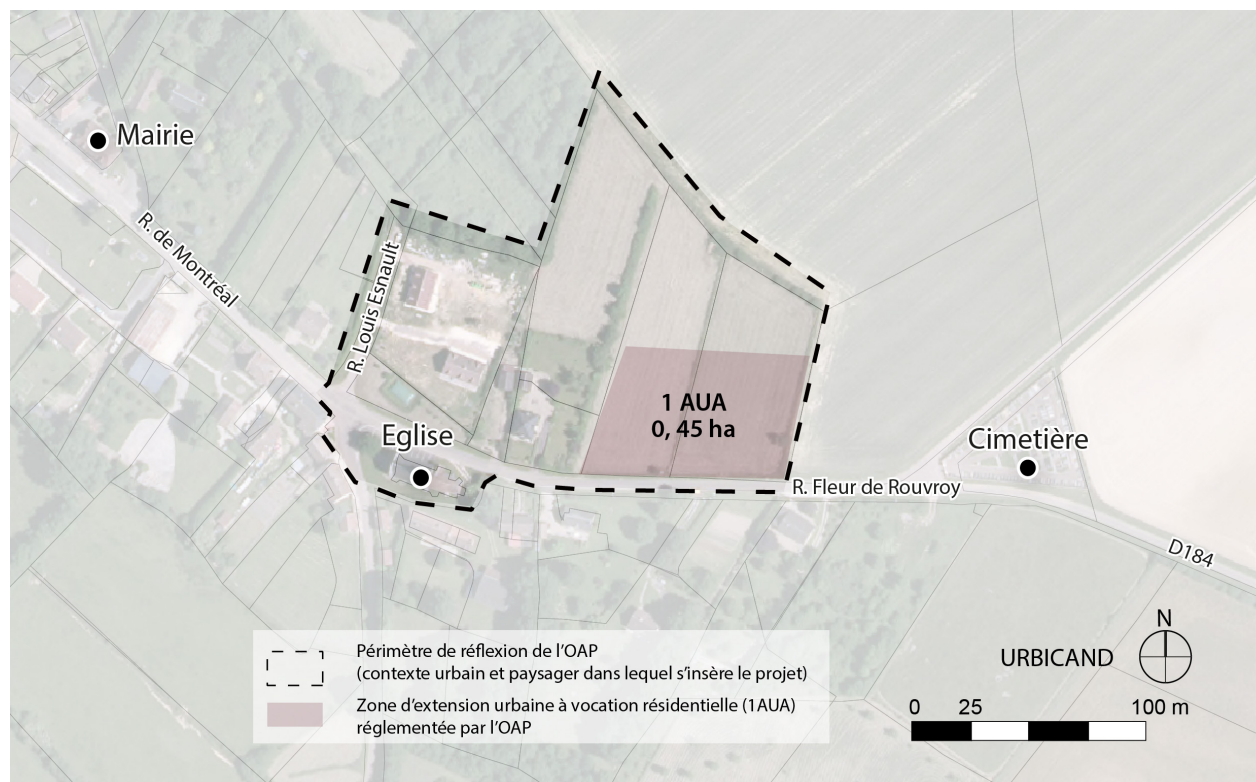 Mairie
R. de Montréal
R. Louis Esnault
Eglise
1 AUA
0, 45 ha
Cimetière
R. Fleur de Rouvroy
D184
Périmètre de réflexion de l'OAP
(contexte urbain et paysager dans lequel s'insère le projet)
Zone d'extension urbaine à vocation résidentielle (1AUA)
réglementée par l'OAP
N
URBICAND
0 25 100 m